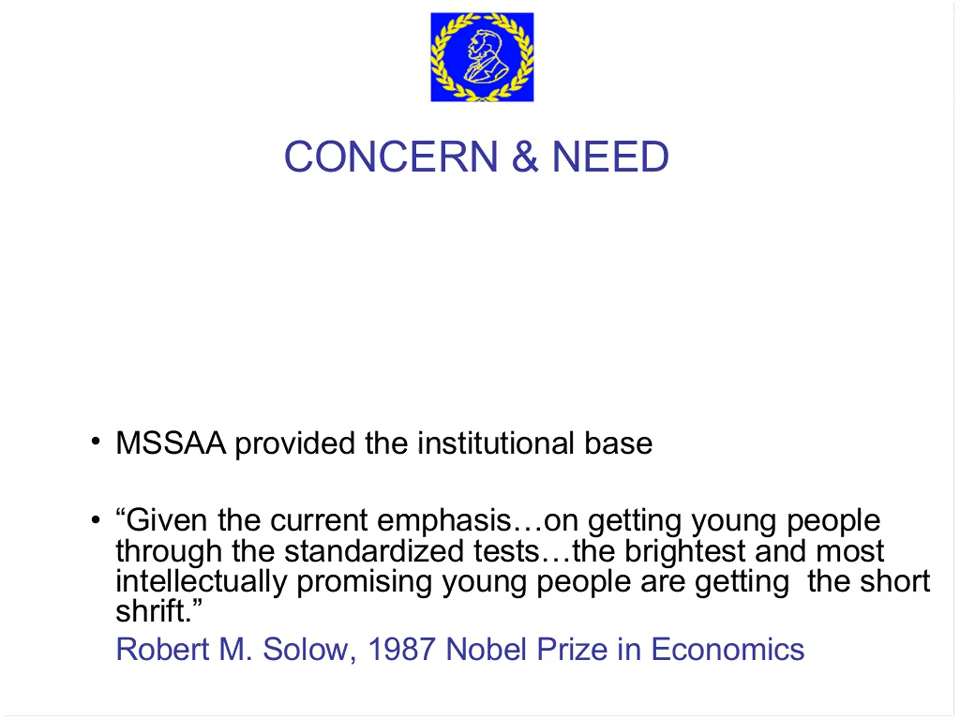 CONCERN & NEED
• MSSAA provided the institutional base
• “Given the current emphasis…on getting young people
through the standardized tests…the brightest and most
intellectually promising young people are getting  the short
shrift.”
Robert M. Solow, 1987 Nobel Prize in Economics